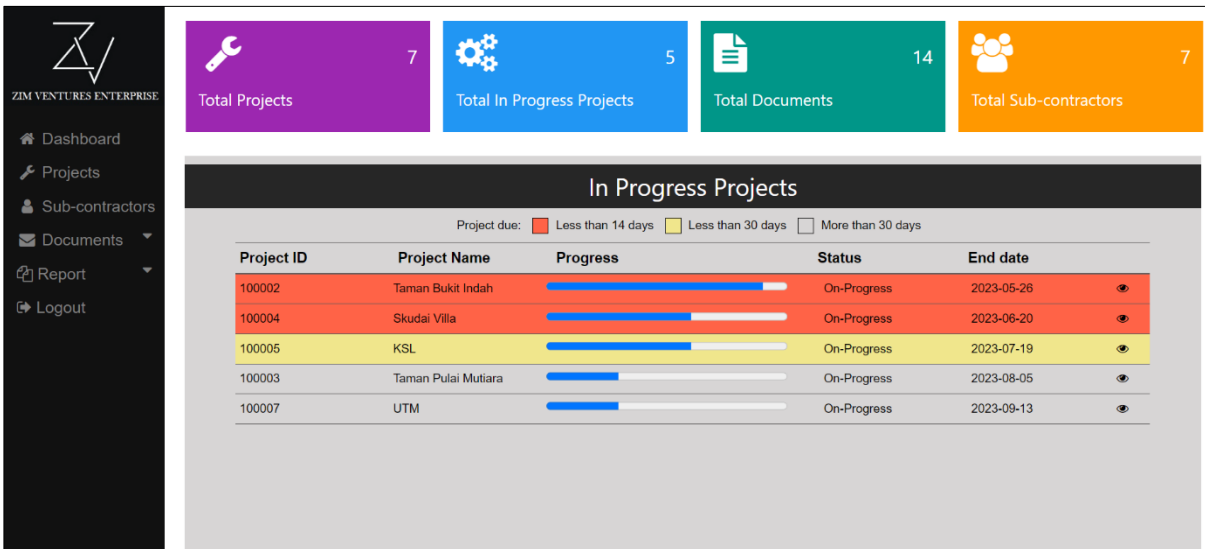 ZIM VENTURES ENTERPRISE
Dashboard
Projects
Sub-contractors
Documents
Report
Logout
7
Total Projects
5
Total In Progress Projects
14
Total Documents
7
Total Sub-contractors
In Progress Projects
Project due: Less than 14 days Less than 30 days More than 30 days
Project ID Project Name Progress Status End date
100002 Taman Bukit Indah On-Progress 2023-05-26
100004 Skudai Villa On-Progress 2023-06-20
100005 KSL On-Progress 2023-07-19
100003 Taman Pulai Mutiara On-Progress 2023-08-05
100007 UTM On-Progress 2023-09-13